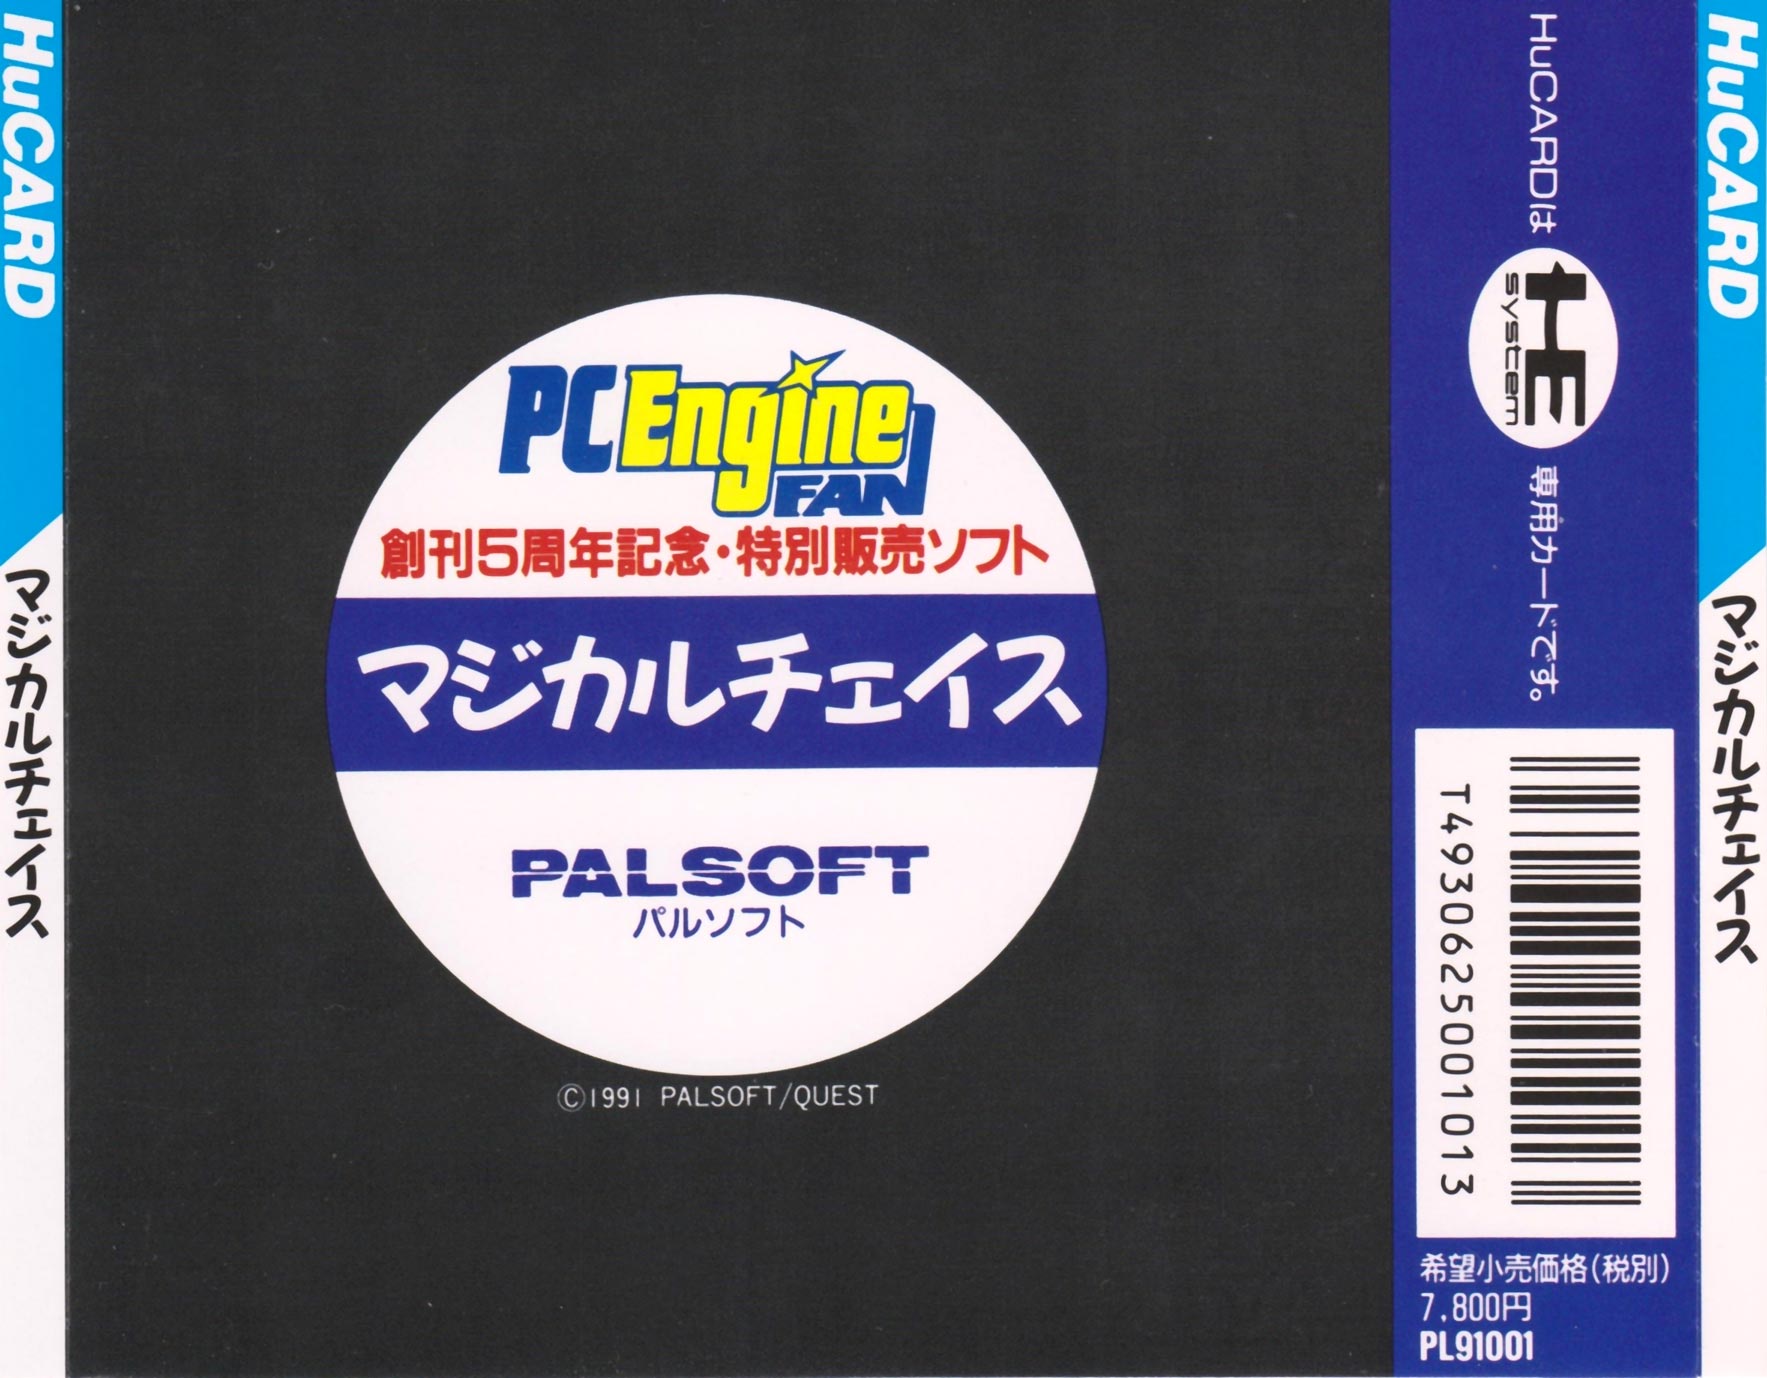 HuCARD
マジカルチェイス
PCEngine
FAN
創刊5周年記念・特別販売ソフト
マジカルチェイス
PALSOFT
パルソフト
©1991 PALSOFT/QUEST
HuCARDは HE system 専用カードです。
T4930625001013
希望小売価格(税別)
7,800円
PL91001
HuCARD
マジカルチェイス